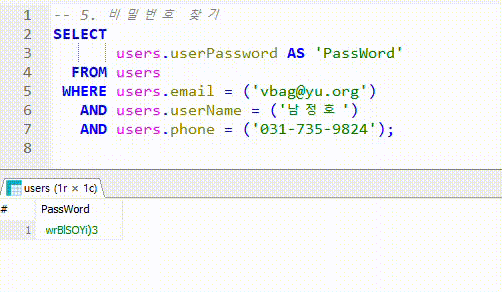 1 -- 5. 비밀번호 찾기
2 SELECT
3 users.userPassword AS 'PassWord'
4 FROM users
5 WHERE users.email = ('vbag@yu.org')
6 AND users.userName = ('남정호')
7 AND users.phone = ('031-735-9824');
8
users (1r × 1c)
# PassWord
1 wrBlSOYi)3